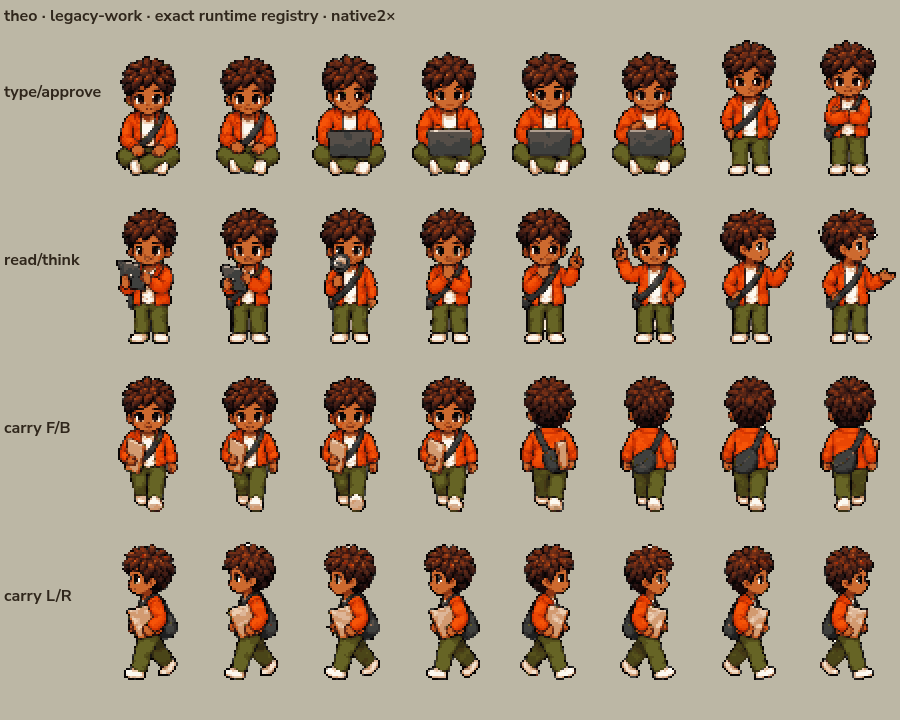 theo · legacy-work · exact runtime registry · native2×
type/approve
read/think
carry F/B
carry L/R